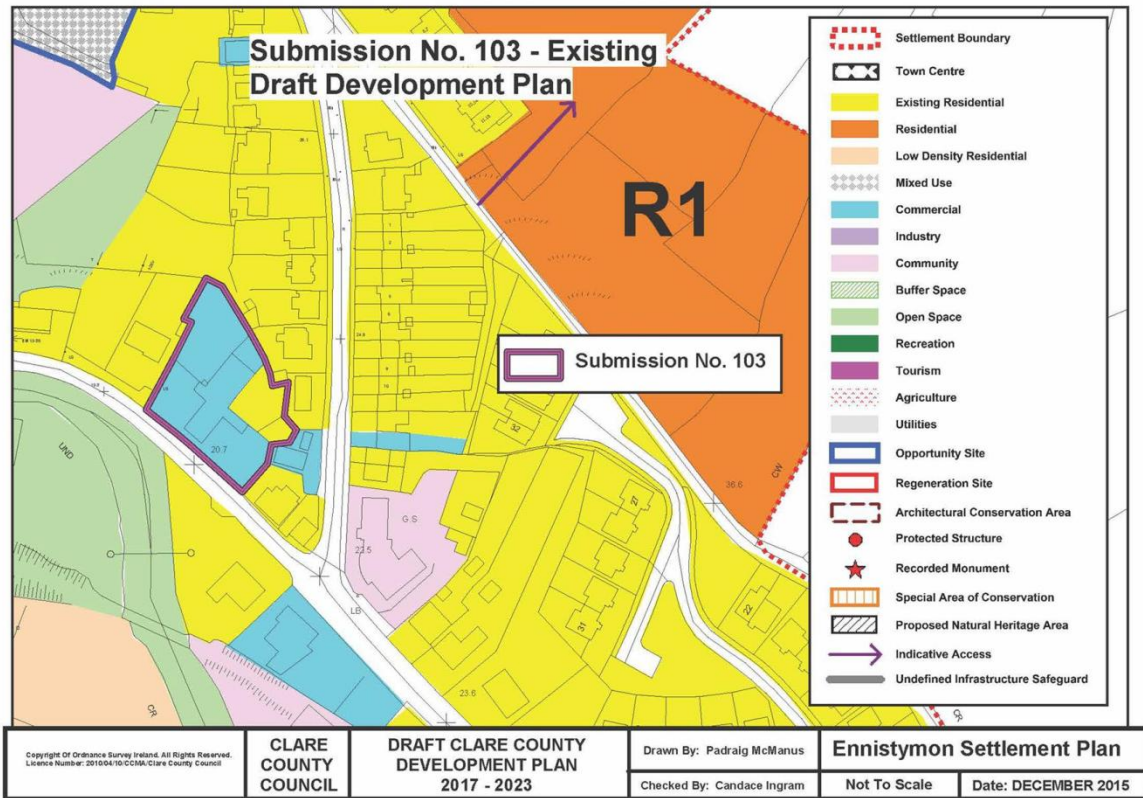 Submission No. 103 - Existing
Draft Development Plan
R1
Submission No. 103
20.7
UND
G.S
22.5
LB
23.6
32
27
31
22
36.6
CW
CR
CR
Settlement Boundary
Town Centre
Existing Residential
Residential
Low Density Residential
Mixed Use
Commercial
Industry
Community
Buffer Space
Open Space
Recreation
Tourism
Agriculture
Utilities
Opportunity Site
Regeneration Site
Architectural Conservation Area
Protected Structure
Recorded Monument
Special Area of Conservation
Proposed Natural Heritage Area
Indicative Access
Undefined Infrastructure Safeguard
Copyright Of Ordnance Survey Ireland. All Rights Reserved.
Licence Number: 2010/04/10/CCMA/Clare County Council
CLARE
COUNTY
COUNCIL
DRAFT CLARE COUNTY
DEVELOPMENT PLAN
2017 - 2023
Drawn By: Padraig McManus
Checked By: Candace Ingram
Ennistymon Settlement Plan
Not To Scale
Date: DECEMBER 2015